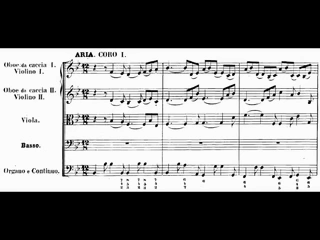 ARIA. CORO I.
Oboe da caccia I.
Violino I.
Oboe da caccia II.
Violino II.
Viola.
Basso.
Organo e Continuo.